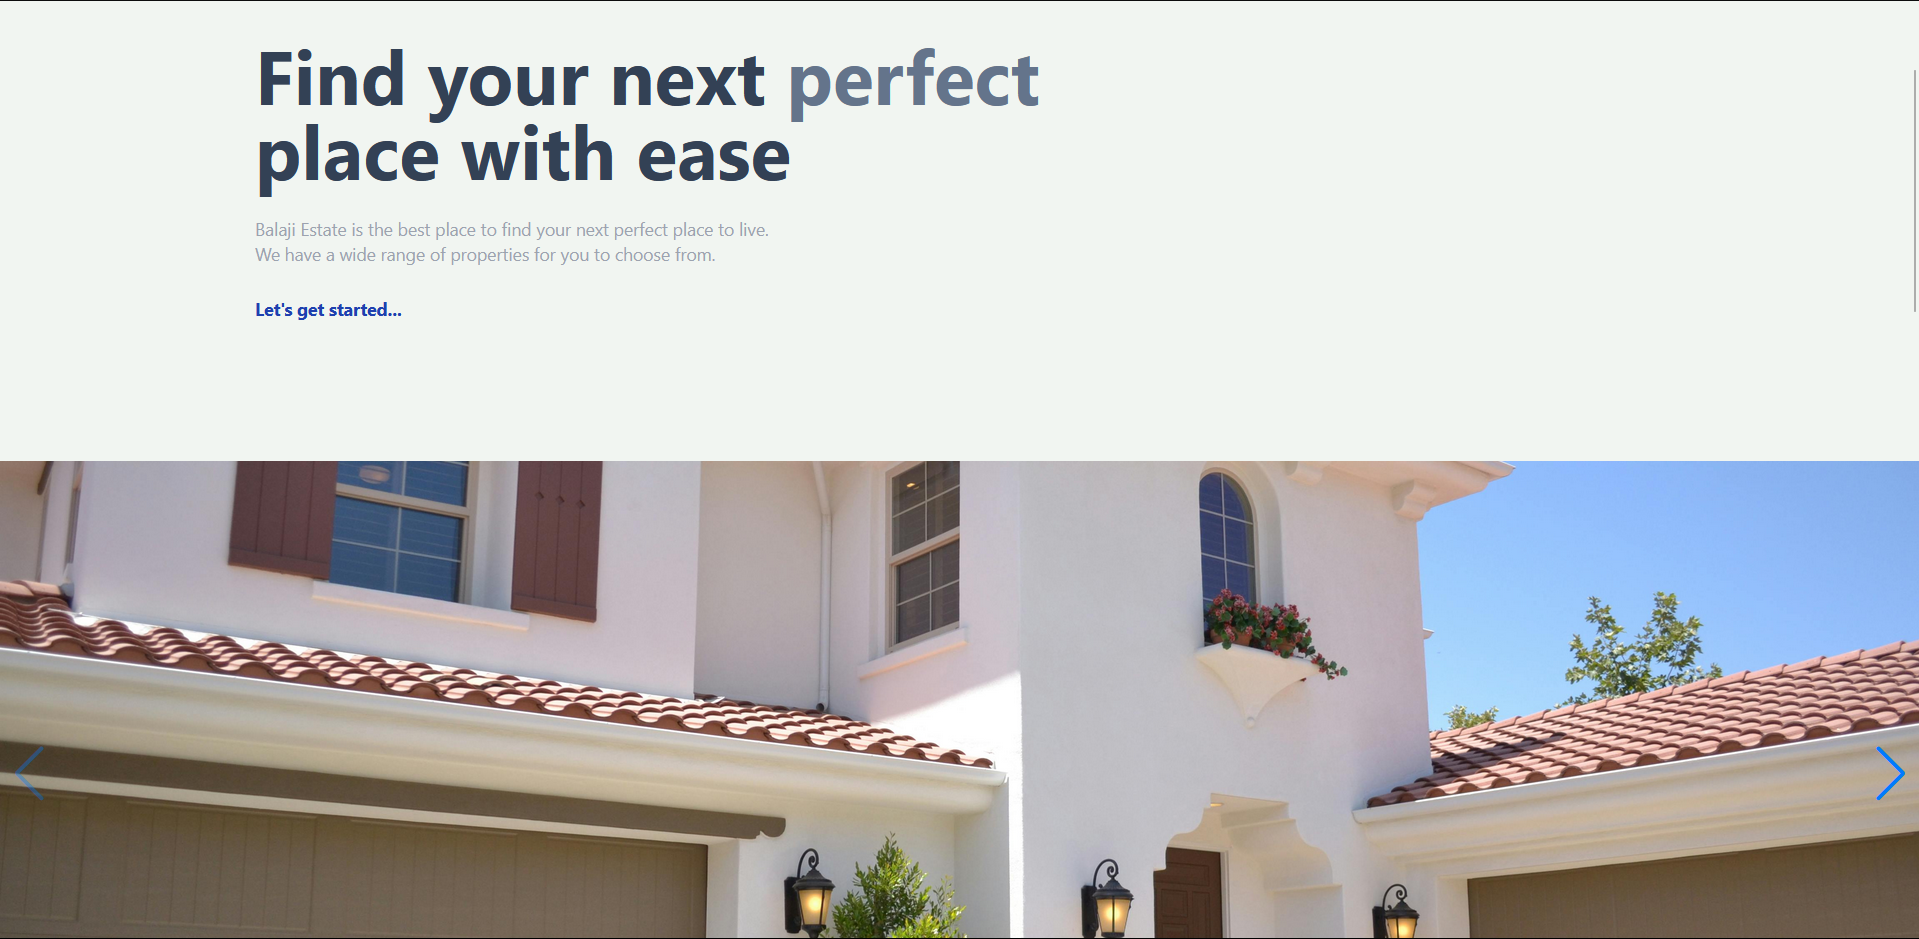 Find your next perfect
place with ease
Balaji Estate is the best place to find your next perfect place to live.
We have a wide range of properties for you to choose from.
Let's get started...